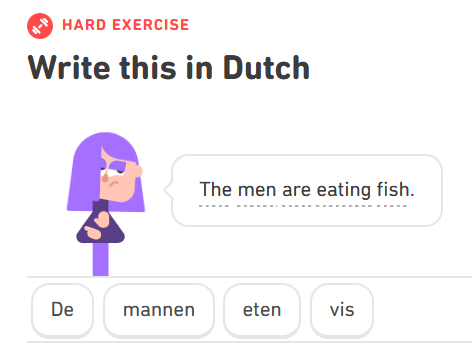 HARD EXERCISE
Write this in Dutch
The men are eating fish.
De mannen eten vis